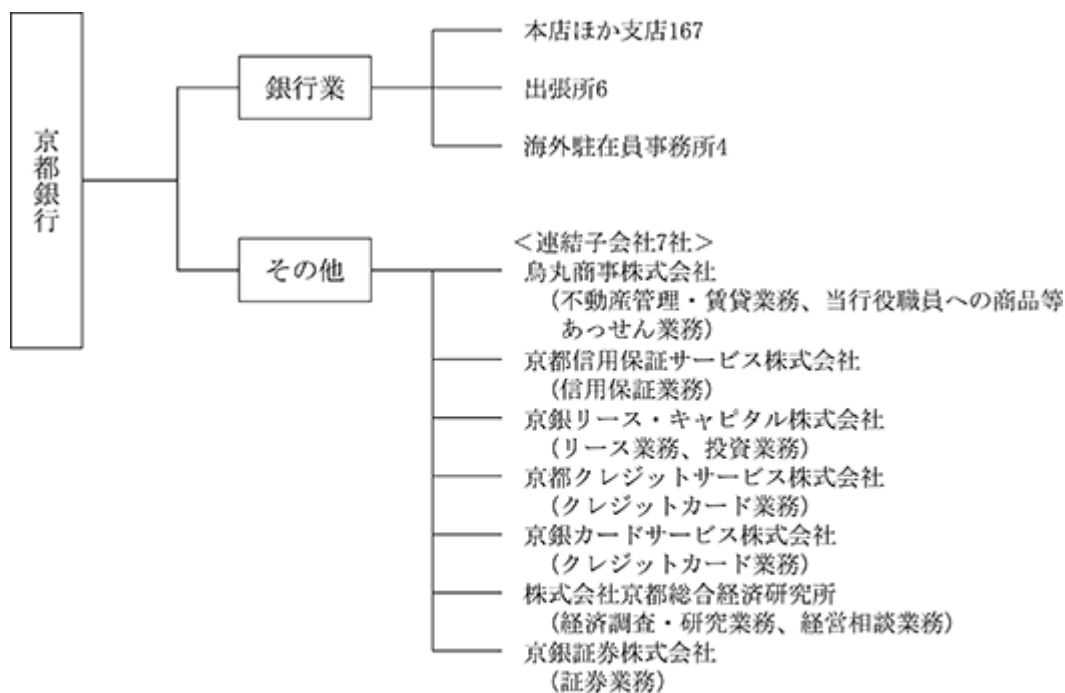 京都銀行
銀行業
本店ほか支店167
出張所6
海外駐在員事務所4
その他
＜連結子会社7社＞
烏丸商事株式会社
（不動産管理・賃貸業務、当行役職員への商品等
あっせん業務）
京都信用保証サービス株式会社
（信用保証業務）
京銀リース・キャピタル株式会社
（リース業務、投資業務）
京都クレジットサービス株式会社
（クレジットカード業務）
京銀カードサービス株式会社
（クレジットカード業務）
株式会社京都総合経済研究所
（経済調査・研究業務、経営相談業務）
京銀証券株式会社
（証券業務）